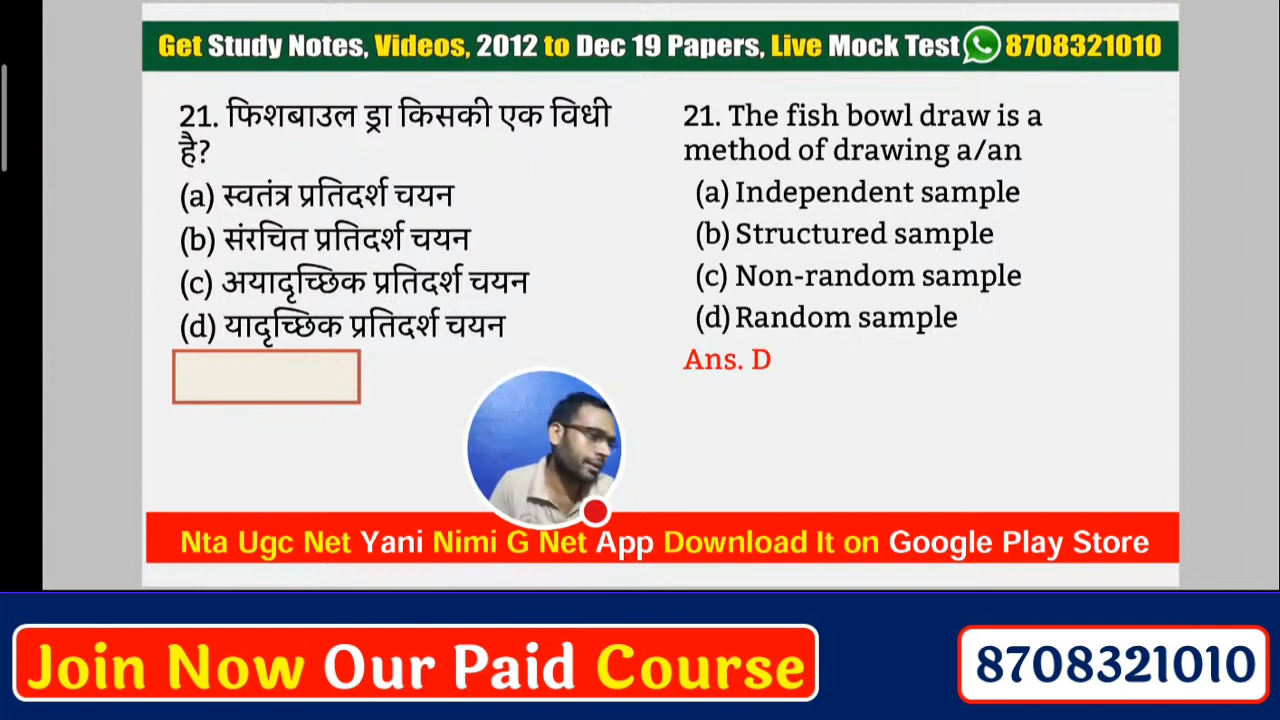 Get Study Notes, Videos, 2012 to Dec 19 Papers, Live Mock Test 8708321010
21. फिशबाउल ड्रा किसकी एक विधी
है?
(a) स्वतंत्र प्रतिदर्श चयन
(b) संरचित प्रतिदर्श चयन
(c) अयादृच्छिक प्रतिदर्श चयन
(d) यादृच्छिक प्रतिदर्श चयन
21. The fish bowl draw is a
method of drawing a/an
(a) Independent sample
(b) Structured sample
(c) Non-random sample
(d) Random sample
Ans. D
Nta Ugc Net Yani Nimi G Net App Download It on Google Play Store
Join Now Our Paid Course
8708321010